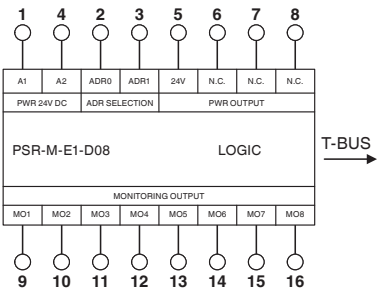 1 4 2 3 5 6 7 8
A1 A2 ADR0 ADR1 24V N.C. N.C. N.C.
PWR 24V DC ADR SELECTION PWR OUTPUT
PSR-M-E1-D08 LOGIC T-BUS
MONITORING OUTPUT
MO1 MO2 MO3 MO4 MO5 MO6 MO7 MO8
9 10 11 12 13 14 15 16